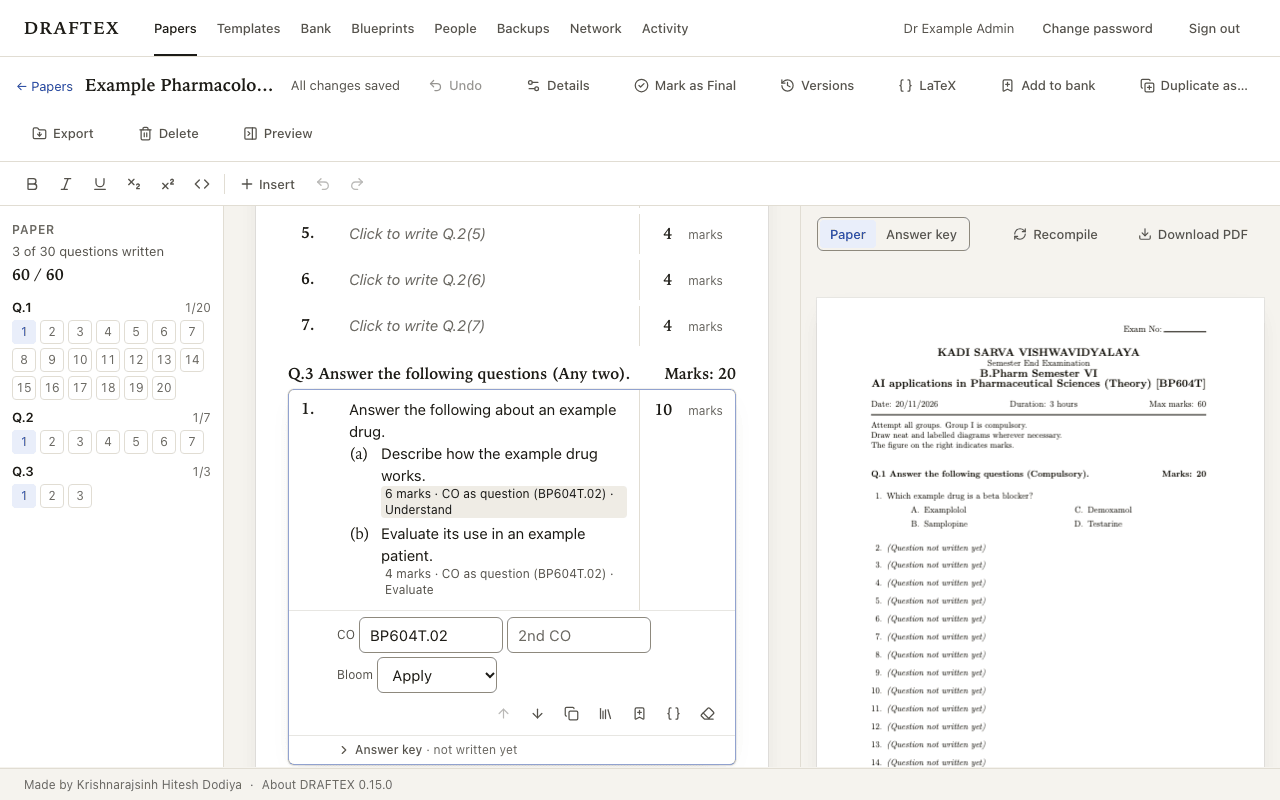 DRAFTEX
Papers Templates Bank Blueprints People Backups Network Activity
Dr Example Admin Change password Sign out
← Papers Example Pharmacolo... All changes saved Undo Details Mark as Final Versions { } LaTeX Add to bank Duplicate as...
Export Delete Preview
B I U ×₂ ×² <> + Insert
PAPER
3 of 30 questions written
60 / 60
Q.1 1/20
1 2 3 4 5 6 7
8 9 10 11 12 13 14
15 16 17 18 19 20
Q.2 1/7
1 2 3 4 5 6 7
Q.3 1/3
1 2 3
5. Click to write Q.2(5) 4 marks
6. Click to write Q.2(6) 4 marks
7. Click to write Q.2(7) 4 marks
Q.3 Answer the following questions (Any two). Marks: 20
1. Answer the following about an example 10 marks
drug.
(a) Describe how the example drug
works.
6 marks · CO as question (BP604T.02) ·
Understand
(b) Evaluate its use in an example
patient.
4 marks · CO as question (BP604T.02) ·
Evaluate
CO BP604T.02 2nd CO
Bloom Apply
{ }
Answer key · not written yet
Paper Answer key Recompile Download PDF
Exam No:
KADI SARVA VISHWAVIDYALAYA
Semester End Examination
B.Pharm Semester VI
AI applications in Pharmaceutical Sciences (Theory) [BP604T]
Date: 20/11/2026 Duration: 3 hours Max marks: 60
Attempt all groups. Group I is compulsory.
Draw neat and labelled diagrams wherever necessary.
The figure on the right indicates marks.
Q.1 Answer the following questions (Compulsory). Marks: 20
1. Which example drug is a beta blocker?
A. Examplolol C. Demoxamol
B. Samplopine D. Testarine
2. (Question not written yet)
3. (Question not written yet)
4. (Question not written yet)
5. (Question not written yet)
6. (Question not written yet)
7. (Question not written yet)
8. (Question not written yet)
9. (Question not written yet)
10. (Question not written yet)
11. (Question not written yet)
12. (Question not written yet)
13. (Question not written yet)
14. (Question not written yet)
Made by Krishnarajsinh Hitesh Dodiya · About DRAFTEX 0.15.0